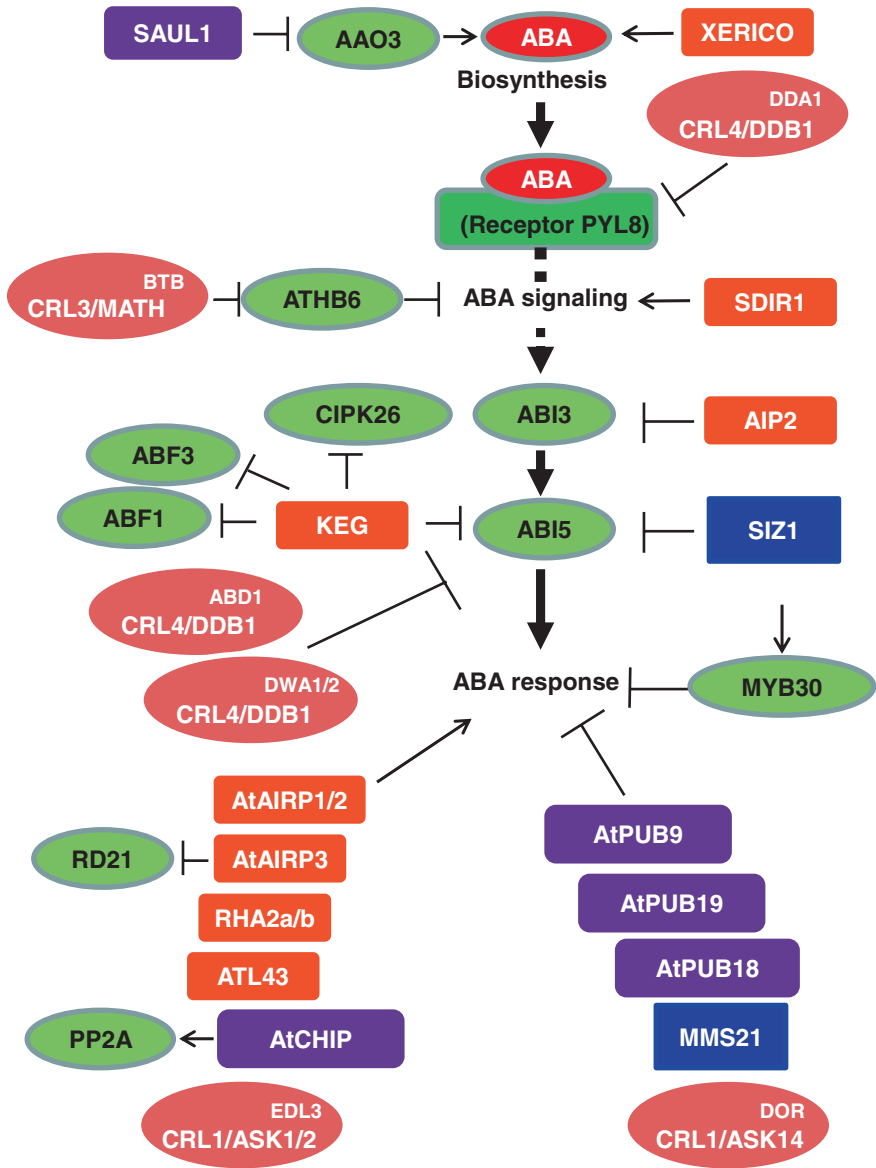 SAUL1
AAO3
ABA
XERICO
Biosynthesis
DDA1
CRL4/DDB1
ABA
(Receptor PYL8)
BTB
CRL3/MATH
ATHB6
ABA signaling
SDIR1
CIPK26
ABI3
AIP2
ABF3
ABF1
KEG
ABI5
SIZ1
ABD1
CRL4/DDB1
DWA1/2
CRL4/DDB1
ABA response
MYB30
AtAIRP1/2
AtPUB9
RD21
AtAIRP3
AtPUB19
RHA2a/b
AtPUB18
ATL43
PP2A
AtCHIP
MMS21
EDL3
CRL1/ASK1/2
DOR
CRL1/ASK14